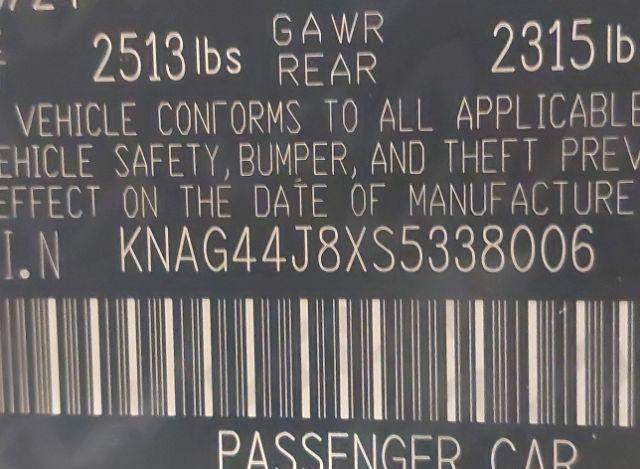 2513 lbs GAWR REAR 2315 lb
VEHICLE CONFORMS TO ALL APPLICABLE
EHICLE SAFETY, BUMPER, AND THEFT PREV
EFFECT ON THE DATE OF MANUFACTURE
I.N KNAG44J8XS5338006
PASSENGER CAR